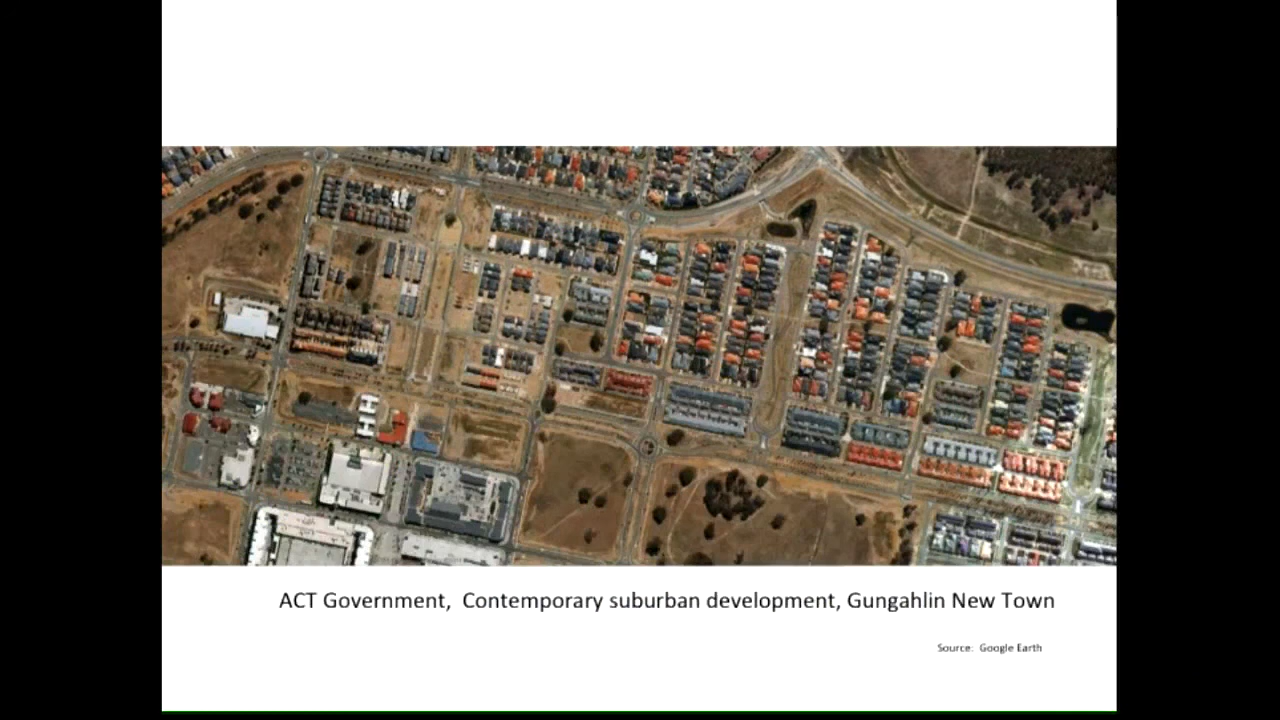 ACT Government,  Contemporary suburban development, Gungahlin New Town
Source:  Google Earth